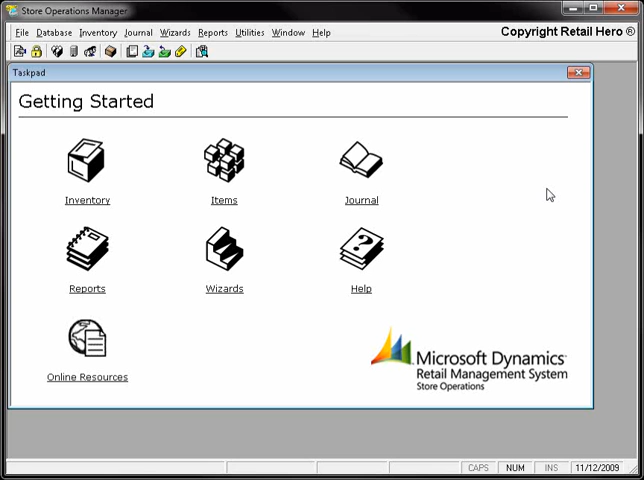 Store Operations Manager
File Database Inventory Journal Wizards Reports Utilities Window Help
Copyright Retail Hero ®
Taskpad
Getting Started
Inventory Items Journal
Reports Wizards Help
Online Resources
Microsoft Dynamics
Retail Management System
Store Operations
CAPS NUM INS 11/12/2009